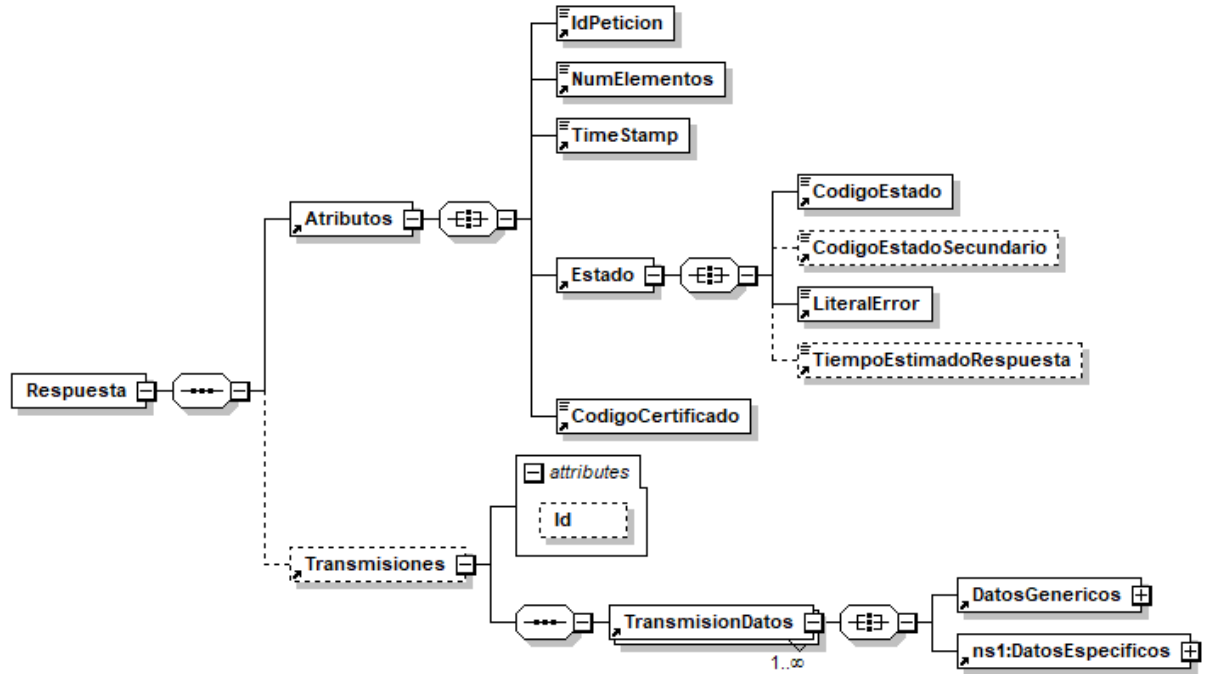 IdPeticion
NumElementos
TimeStamp
CodigoEstado
Atributos
CodigoEstadoSecundario
Estado
LiteralError
TiempoEstimadoRespuesta
Respuesta
CodigoCertificado
attributes
Id
Transmisiones
DatosGenericos
TransmisionDatos
1..∞
ns1:DatosEspecificos